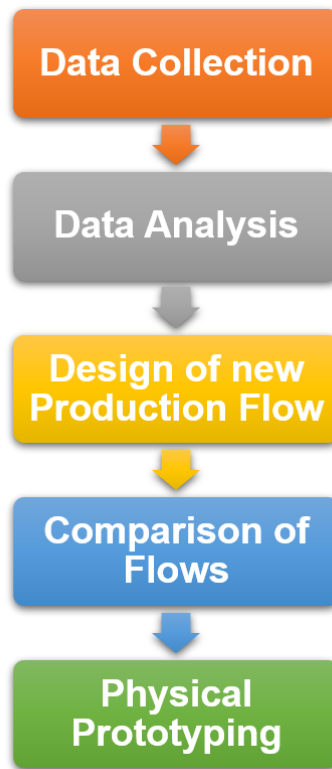 Data Collection
Data Analysis
Design of new
Production Flow
Comparison of
Flows
Physical
Prototyping